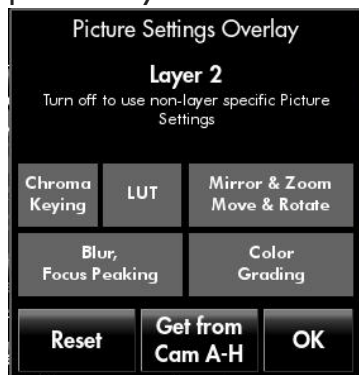 Picture Settings Overlay
Layer 2
Turn off to use non-layer specific Picture
Settings
Chroma
Keying
LUT
Mirror & Zoom
Move & Rotate
Blur,
Focus Peaking
Color
Grading
Reset
Get from
Cam A-H
OK